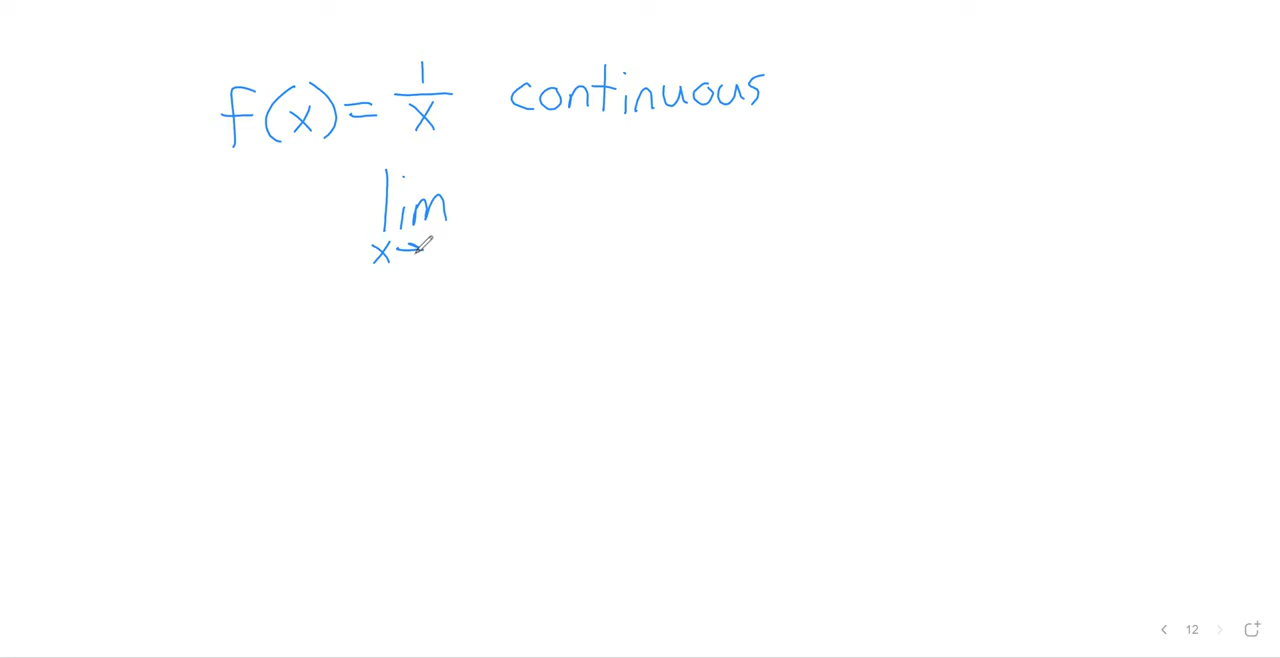 f(x) = 1/x continuous
lim
x→
12